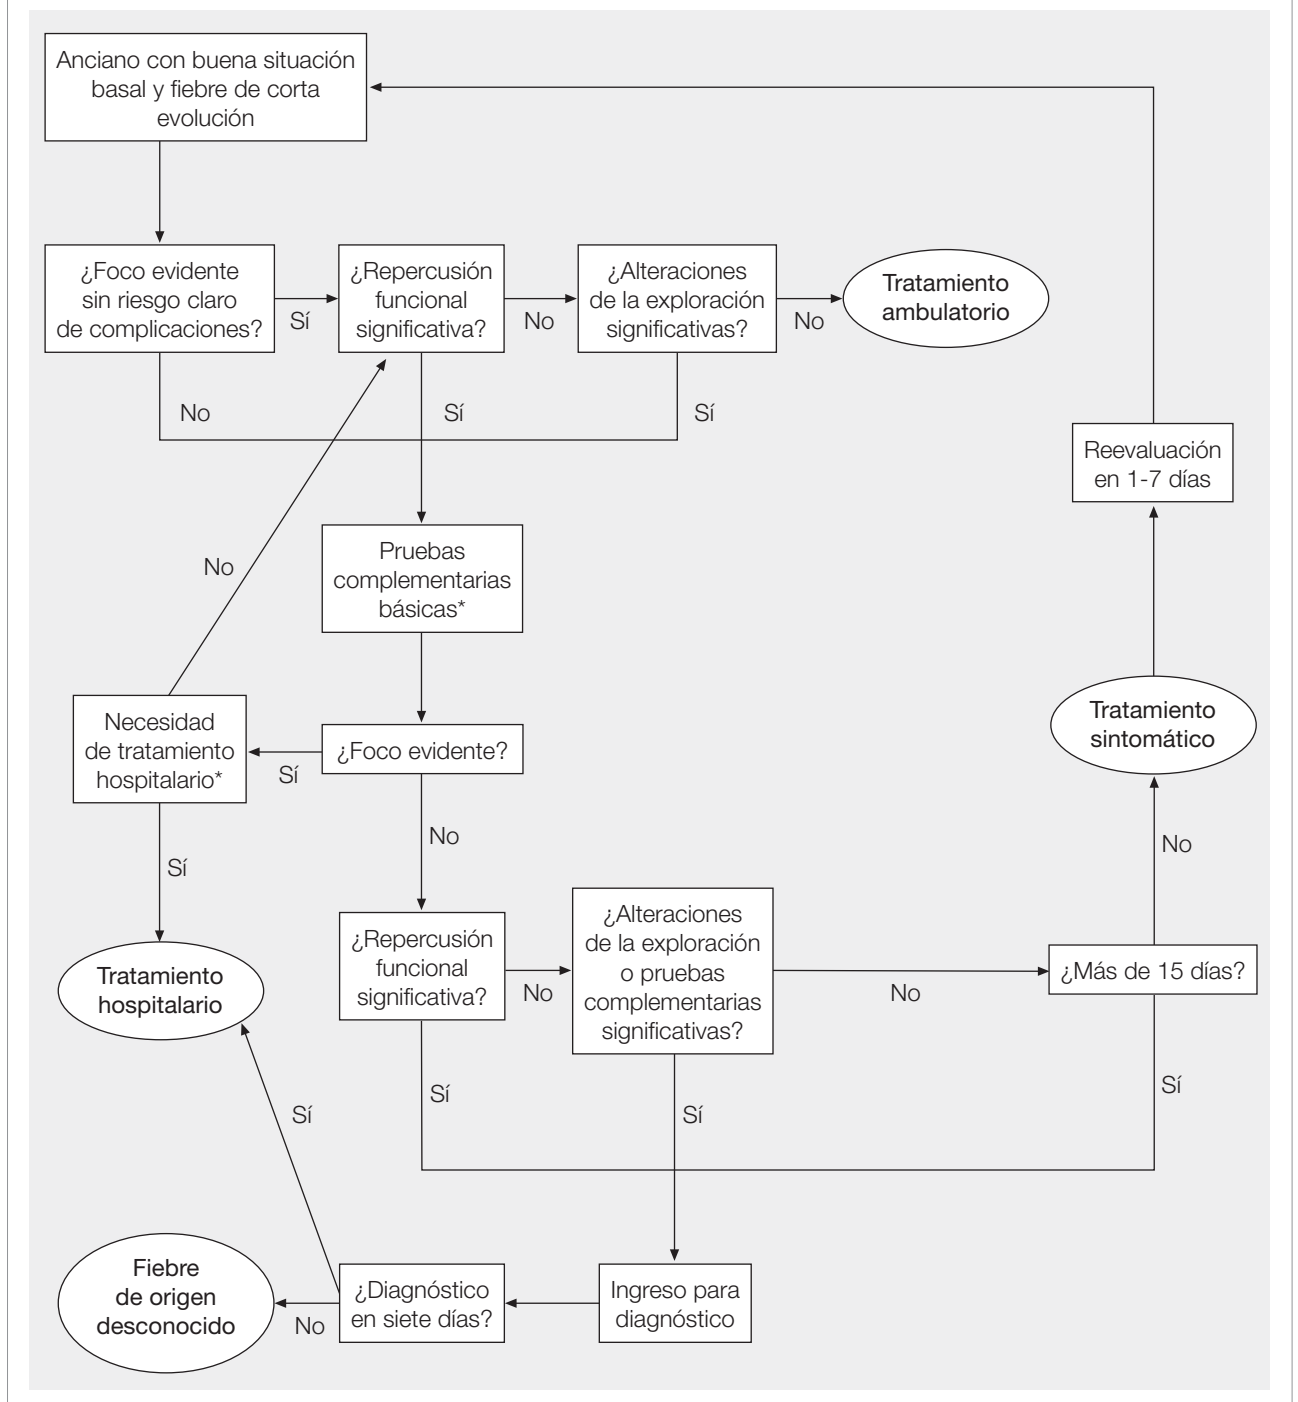 Anciano con buena situación
basal y fiebre de corta
evolución
¿Foco evidente
sin riesgo claro
de complicaciones?
Sí
¿Repercusión
funcional
significativa?
No
¿Alteraciones
de la exploración
significativas?
No
Tratamiento
ambulatorio
No
Sí
Sí
Reevaluación
en 1-7 días
No
Pruebas
complementarias
básicas*
Necesidad
de tratamiento
hospitalario*
Sí
¿Foco evidente?
Tratamiento
sintomático
Sí
No
No
Tratamiento
hospitalario
¿Repercusión
funcional
significativa?
No
¿Alteraciones
de la exploración
o pruebas
complementarias
significativas?
No
¿Más de 15 días?
Sí
Sí
Sí
Sí
Fiebre
de origen
desconocido
No
¿Diagnóstico
en siete días?
Ingreso para
diagnóstico